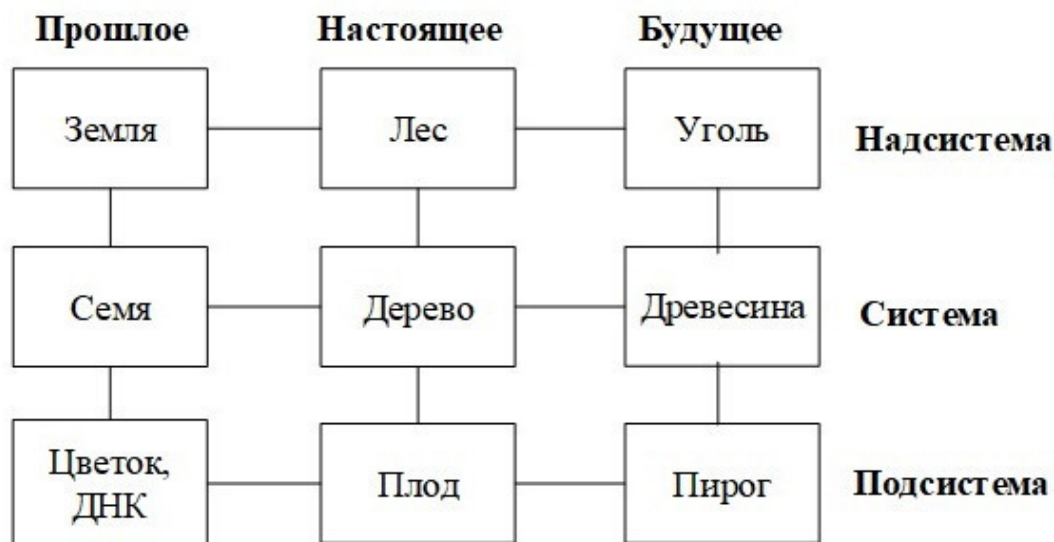 Прошлое Настоящее Будущее
Земля Лес Уголь Надсистема
Семя Дерево Древесина Система
Цветок,
ДНК Плод Пирог Подсистема